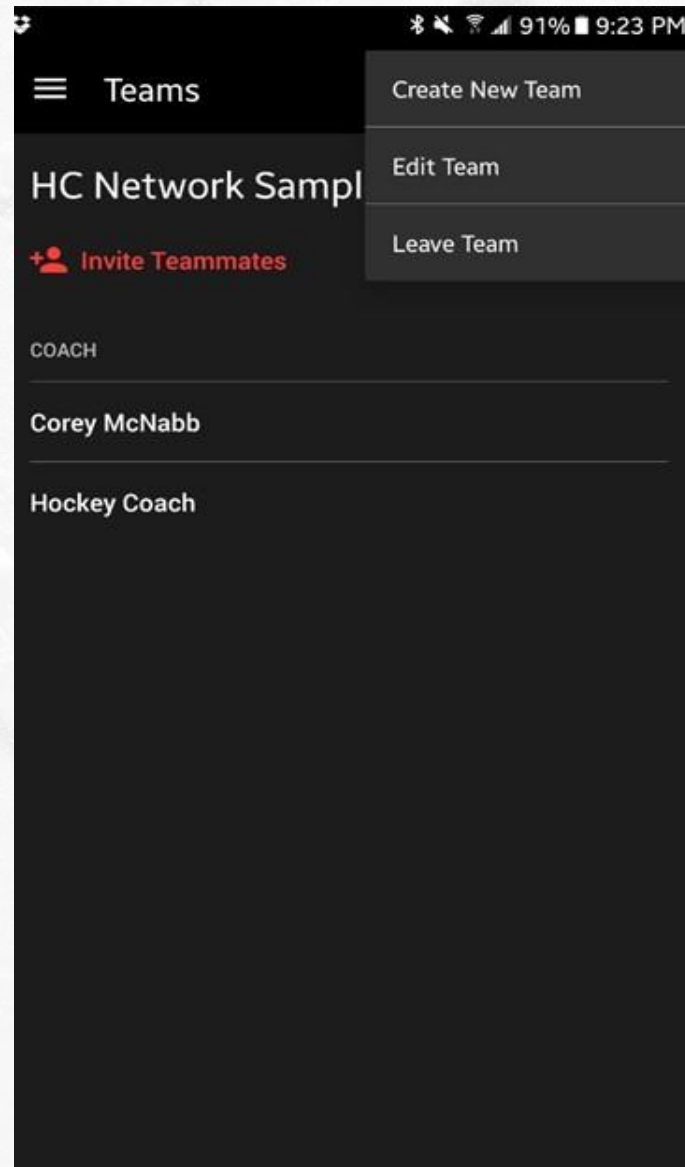 91% 9:23 PM
Teams
Create New Team
HC Network Sampl
Edit Team
Invite Teammates
Leave Team
COACH
Corey McNabb
Hockey Coach